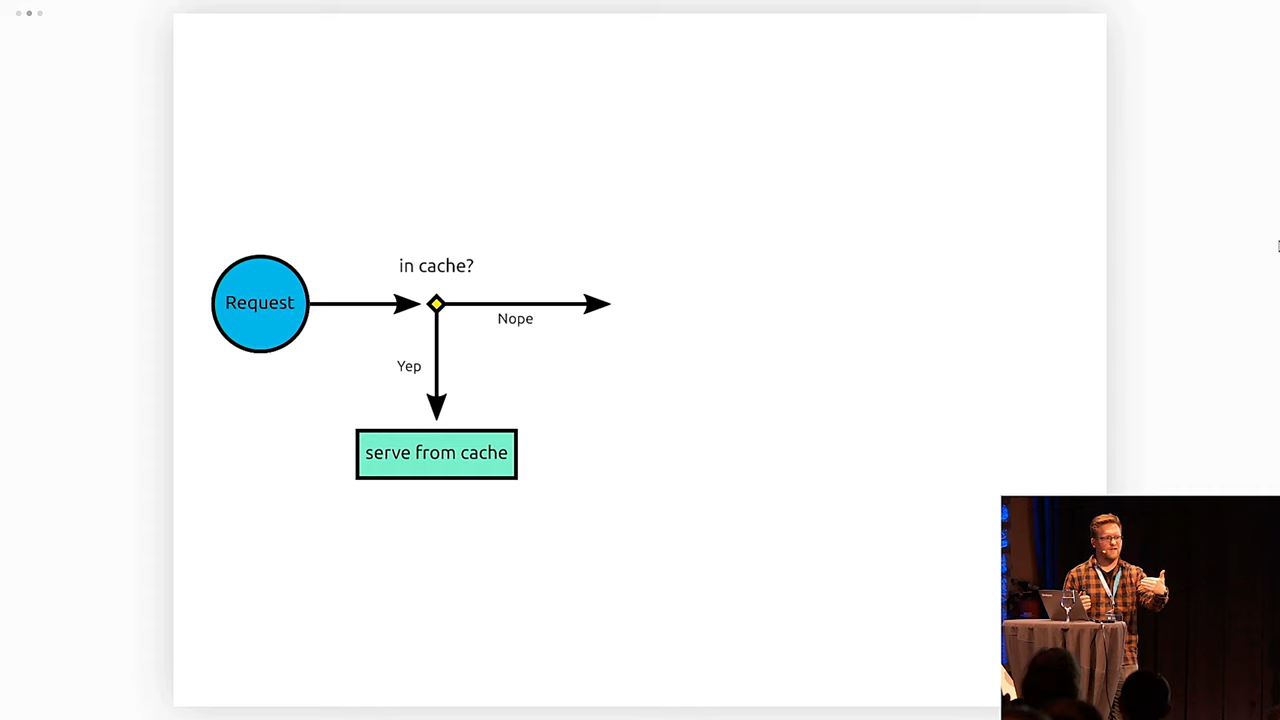 in cache?
Request
Nope
Yep
serve from cache